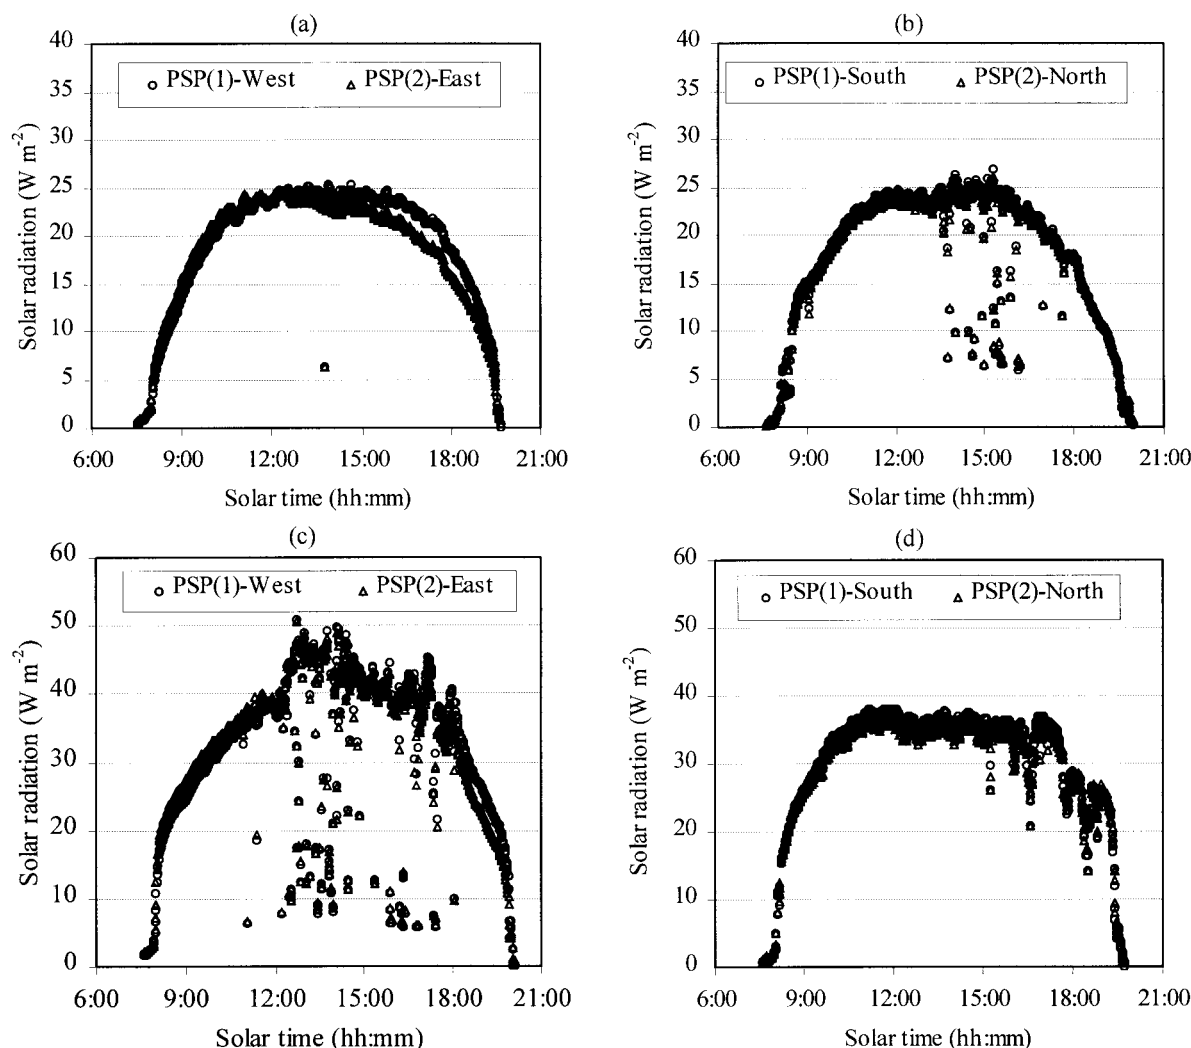 (a)
40
35
30
25
20
15
10
5
0
PSP(1)-West PSP(2)-East
Solar radiation (W m-2)
6:00 9:00 12:00 15:00 18:00 21:00
Solar time (hh:mm)
(b)
40
35
30
25
20
15
10
5
0
PSP(1)-South PSP(2)-North
Solar radiation (W m-2)
6:00 9:00 12:00 15:00 18:00 21:00
Solar time (hh:mm)
(c)
60
50
40
30
20
10
0
PSP(1)-West PSP(2)-East
Solar radiation (W m-2)
6:00 9:00 12:00 15:00 18:00 21:00
Solar time (hh:mm)
(d)
60
50
40
30
20
10
0
PSP(1)-South PSP(2)-North
Solar radiation (W m-2)
6:00 9:00 12:00 15:00 18:00 21:00
Solar time (hh:mm)